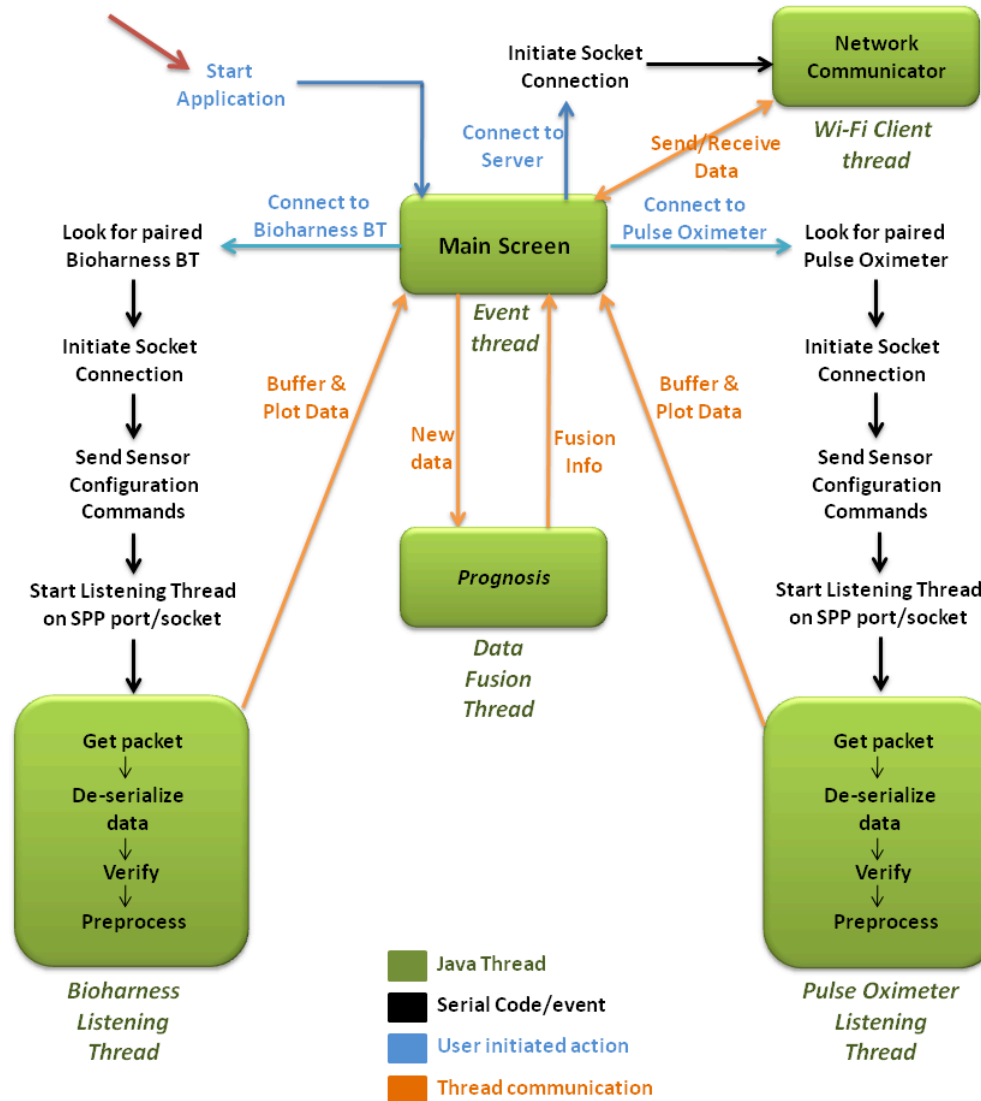 Start
Application
Initiate Socket
Connection
Network
Communicator
Wi-Fi Client
thread
Connect to
Server
Send/Receive
Data
Connect to
Bioharness BT
Main Screen
Connect to
Pulse Oximeter
Event
thread
Look for paired
Bioharness BT
Initiate Socket
Connection
Send Sensor
Configuration
Commands
Start Listening Thread
on SPP port/socket
Buffer &
Plot Data
New
data
Fusion
Info
Buffer &
Plot Data
Look for paired
Pulse Oximeter
Initiate Socket
Connection
Send Sensor
Configuration
Commands
Start Listening Thread
on SPP port/socket
Prognosis
Data
Fusion
Thread
Get packet
De-serialize
data
Verify
Preprocess
Bioharness
Listening
Thread
Get packet
De-serialize
data
Verify
Preprocess
Pulse Oximeter
Listening
Thread
Java Thread
Serial Code/event
User initiated action
Thread communication